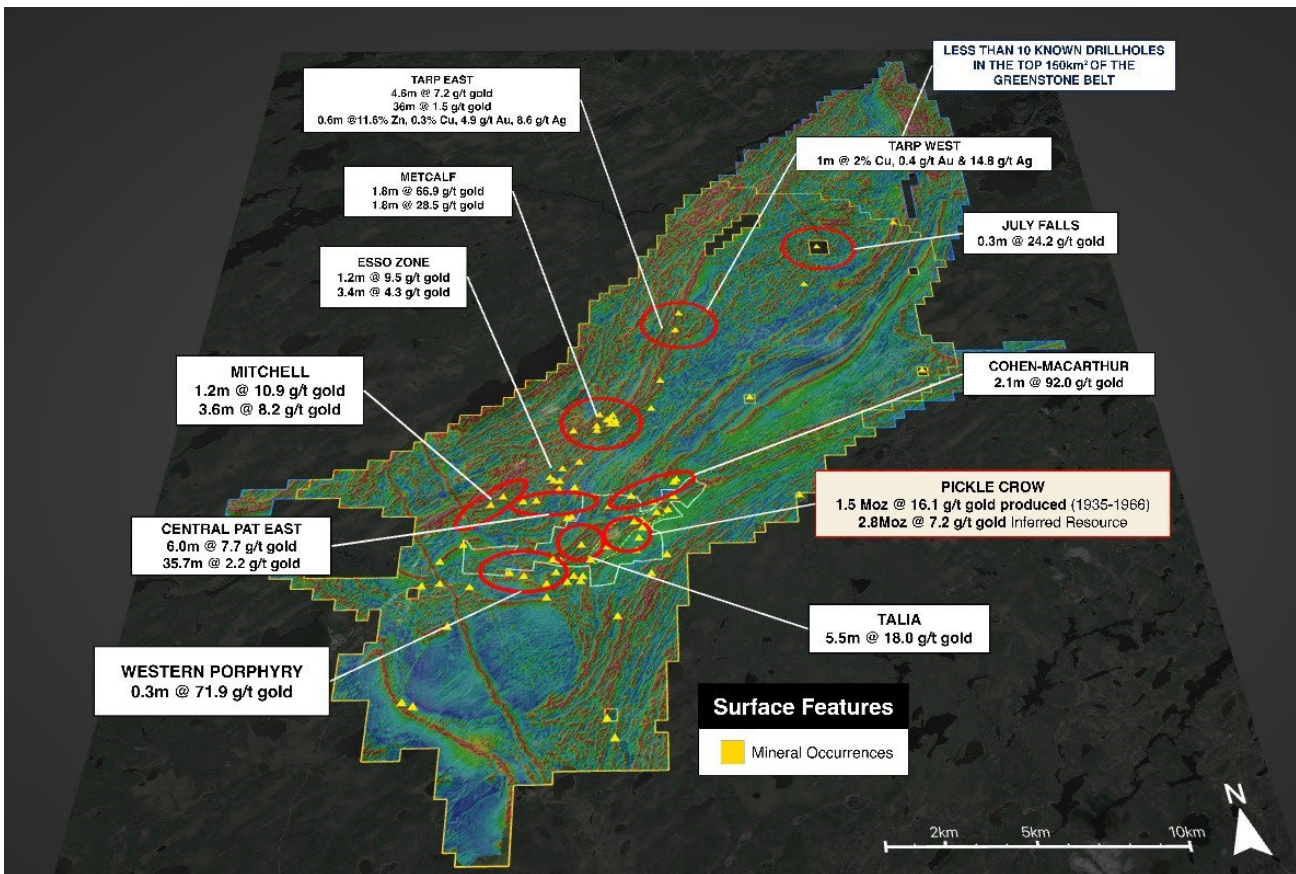 LESS THAN 10 KNOWN DRILLHOLES
IN THE TOP 150km² OF THE
GREENSTONE BELT
TARP EAST
4.6m @ 7.2 g/t gold
36m @ 1.5 g/t gold
0.6m @11.6% Zn, 0.3% Cu, 4.9 g/t Au, 8.6 g/t Ag
TARP WEST
1m @ 2% Cu, 0.4 g/t Au & 14.8 g/t Ag
METCALF
1.8m @ 66.9 g/t gold
1.8m @ 28.5 g/t gold
JULY FALLS
0.3m @ 24.2 g/t gold
ESSO ZONE
1.2m @ 9.5 g/t gold
3.4m @ 4.3 g/t gold
MITCHELL
1.2m @ 10.9 g/t gold
3.6m @ 8.2 g/t gold
COHEN-MACARTHUR
2.1m @ 92.0 g/t gold
PICKLE CROW
1.5 Moz @ 16.1 g/t gold produced (1935-1966)
2.8Moz @ 7.2 g/t gold Inferred Resource
CENTRAL PAT EAST
6.0m @ 7.7 g/t gold
35.7m @ 2.2 g/t gold
TALIA
5.5m @ 18.0 g/t gold
WESTERN PORPHYRY
0.3m @ 71.9 g/t gold
Surface Features
Mineral Occurrences
N
2km 5km 10km